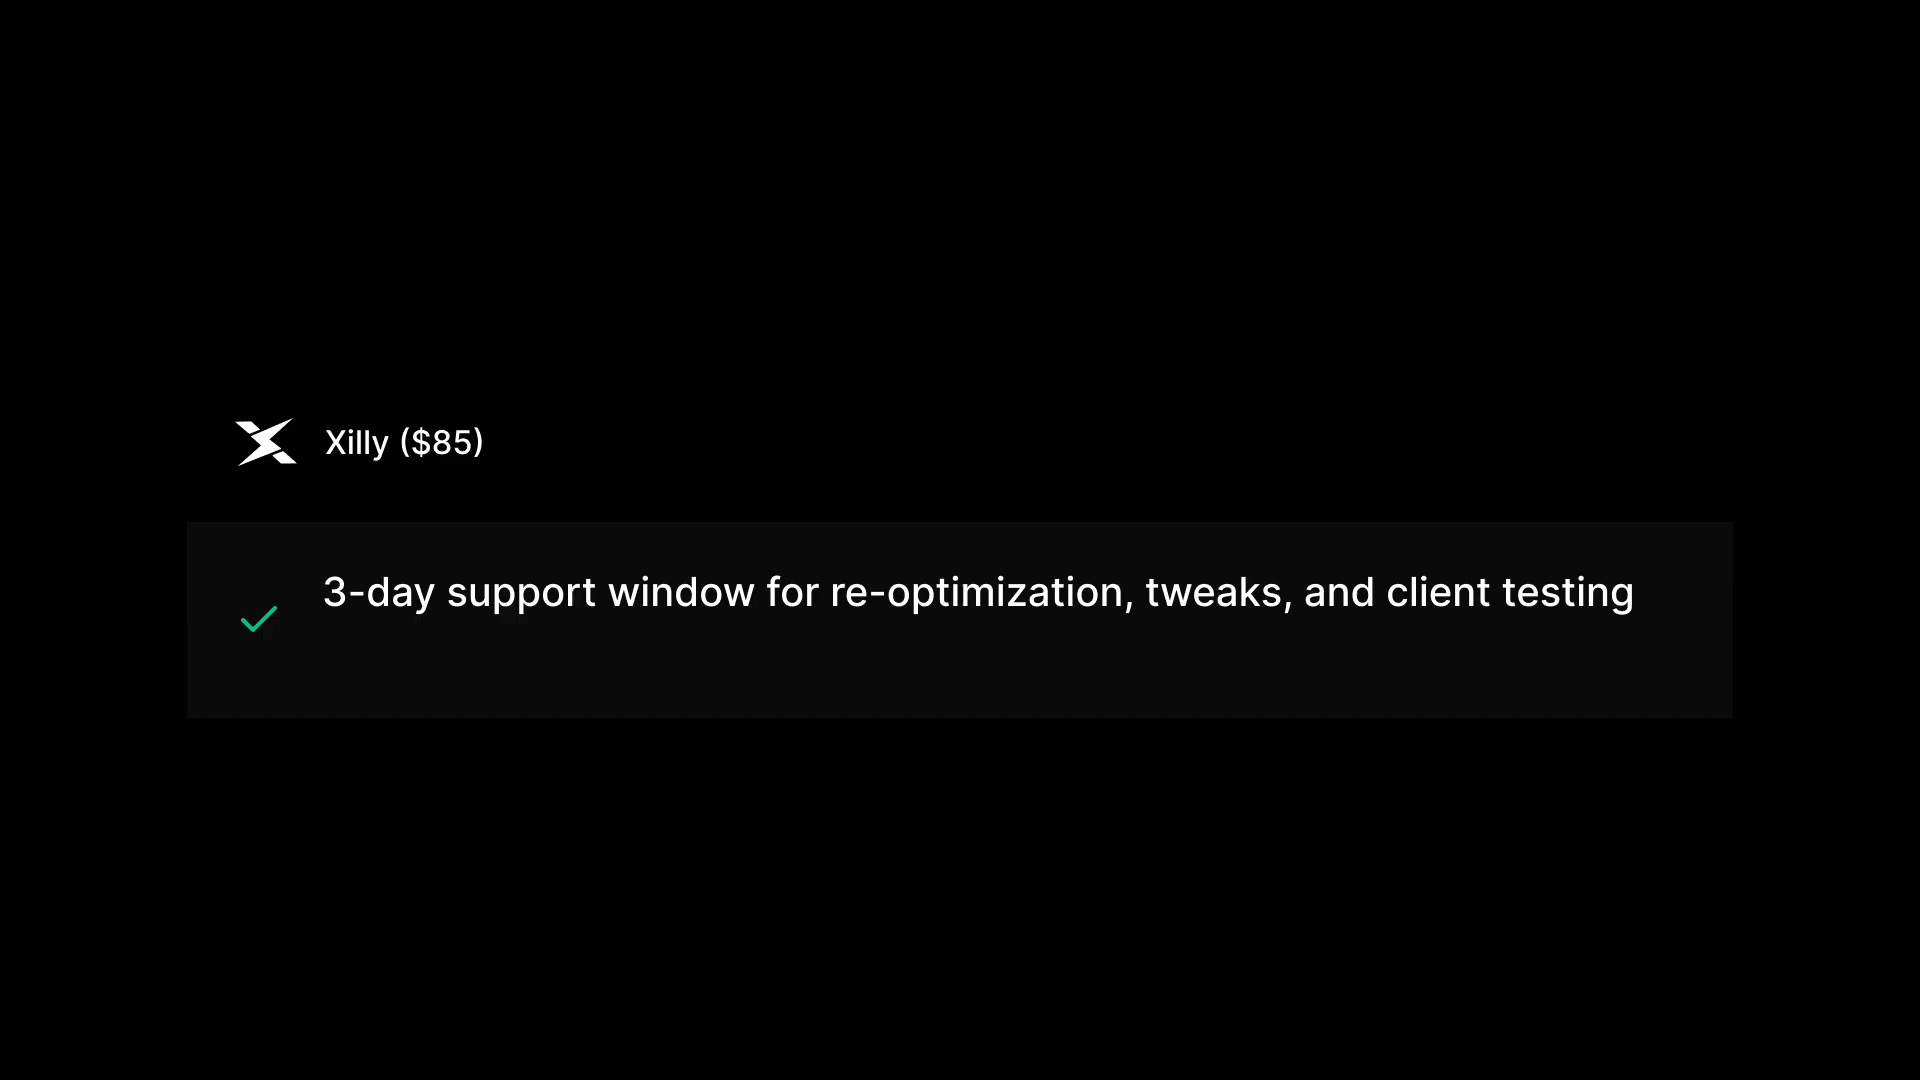 Xilly ($85)
3-day support window for re-optimization, tweaks, and client testing